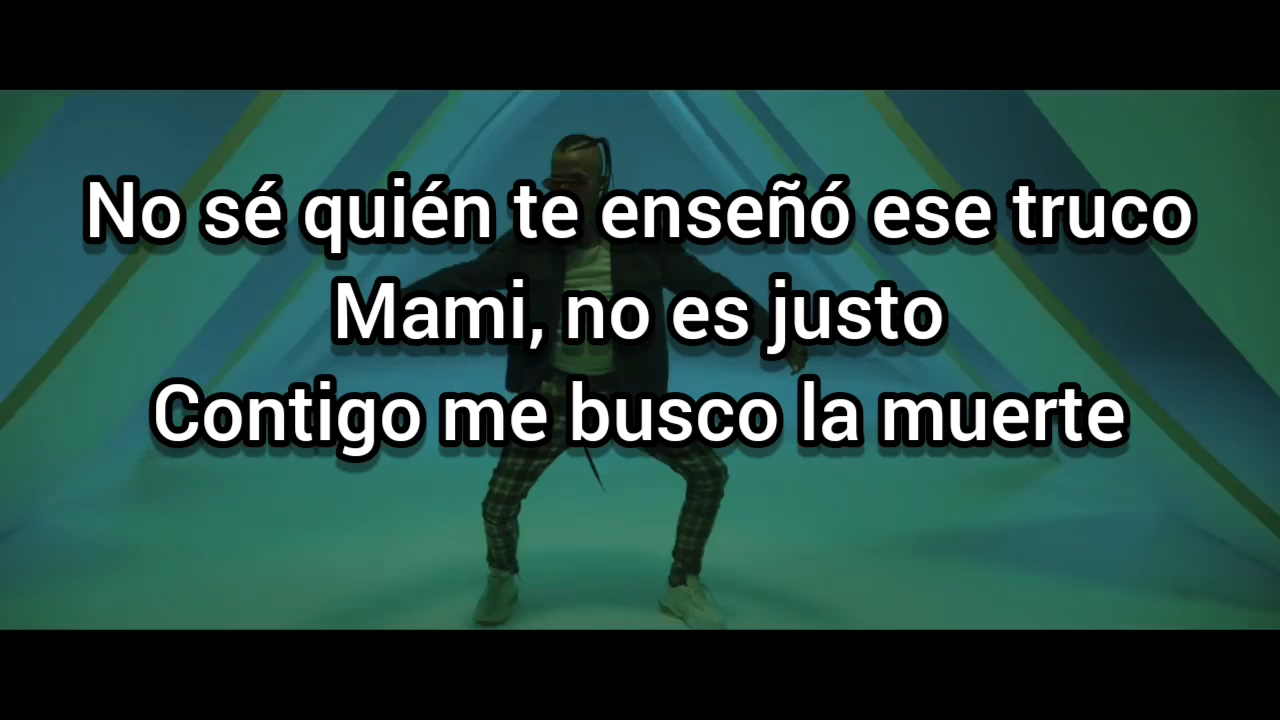 No sé quién te enseñó ese truco
Mami, no es justo
Contigo me busco la muerte